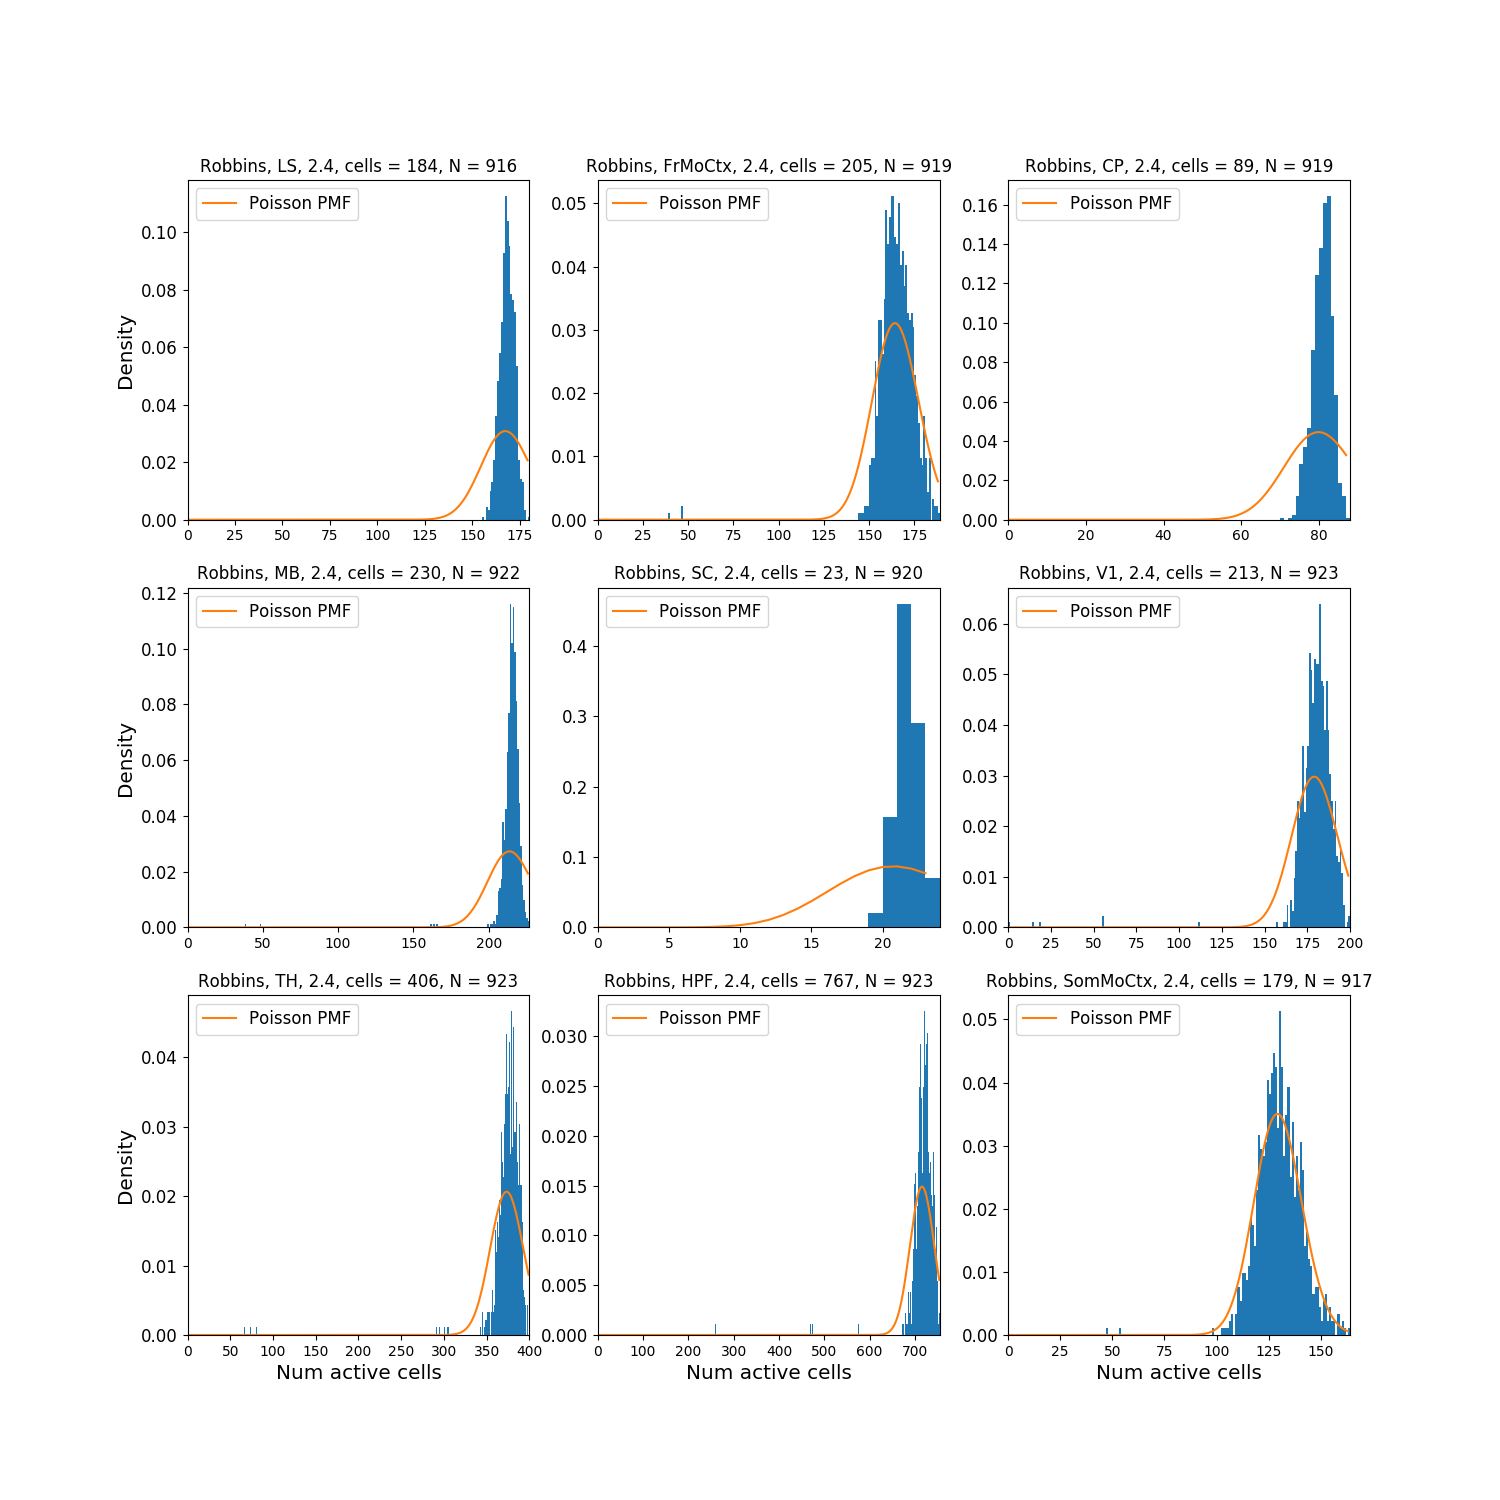 Robbins, LS, 2.4, cells = 184, N = 916
Poisson PMF
Density
0.10
0.08
0.06
0.04
0.02
0.00
0 25 50 75 100 125 150 175
Robbins, FrMoCtx, 2.4, cells = 205, N = 919
Poisson PMF
0.05
0.04
0.03
0.02
0.01
0.00
0 25 50 75 100 125 150 175
Robbins, CP, 2.4, cells = 89, N = 919
Poisson PMF
0.16
0.14
0.12
0.10
0.08
0.06
0.04
0.02
0.00
0 20 40 60 80
Robbins, MB, 2.4, cells = 230, N = 922
Poisson PMF
Density
0.12
0.10
0.08
0.06
0.04
0.02
0.00
0 50 100 150 200
Robbins, SC, 2.4, cells = 23, N = 920
Poisson PMF
0.4
0.3
0.2
0.1
0.0
0 5 10 15 20
Robbins, V1, 2.4, cells = 213, N = 923
Poisson PMF
0.06
0.05
0.04
0.03
0.02
0.01
0.00
0 25 50 75 100 125 150 175 200
Robbins, TH, 2.4, cells = 406, N = 923
Poisson PMF
Density
0.04
0.03
0.02
0.01
0.00
0 50 100 150 200 250 300 350 400
Num active cells
Robbins, HPF, 2.4, cells = 767, N = 923
Poisson PMF
0.030
0.025
0.020
0.015
0.010
0.005
0.000
0 100 200 300 400 500 600 700
Num active cells
Robbins, SomMoCtx, 2.4, cells = 179, N = 917
Poisson PMF
0.05
0.04
0.03
0.02
0.01
0.00
0 25 50 75 100 125 150
Num active cells